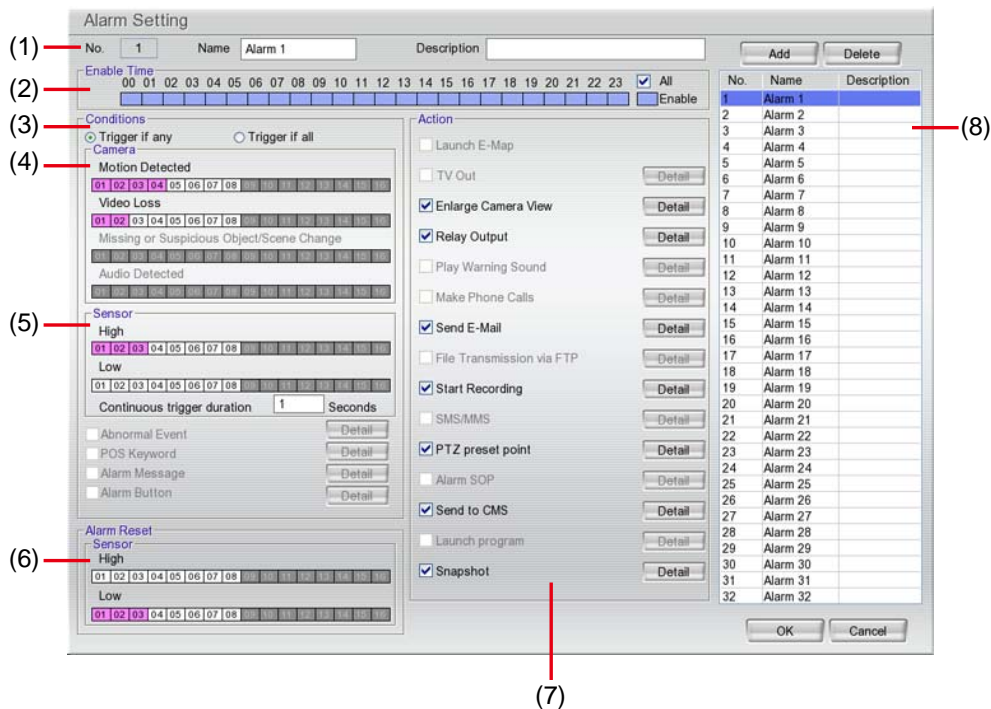 Alarm Setting
(1)
No. 1 Name Alarm 1 Description
Add Delete
(2)
Enable Time
00 01 02 03 04 05 06 07 08 09 10 11 12 13 14 15 16 17 18 19 20 21 22 23 All
Enable
(3)
Conditions
Trigger if any Trigger if all
(4)
Camera
Motion Detected
01 02 03 04 05 06 07 08 09 10 11 12 13 14 15 16
Video Loss
01 02 03 04 05 06 07 08 09 10 11 12 13 14 15 16
Missing or Suspicious Object/Scene Change
01 02 03 04 05 06 07 08 09 10 11 12 13 14 15 16
Audio Detected
01 02 03 04 05 06 07 08 09 10 11 12 13 14 15 16
(5)
Sensor
High
01 02 03 04 05 06 07 08 09 10 11 12 13 14 15 16
Low
01 02 03 04 05 06 07 08 09 10 11 12 13 14 15 16
Continuous trigger duration 1 Seconds
Abnormal Event Detail
POS Keyword Detail
Alarm Message Detail
Alarm Button Detail
(6)
Alarm Reset
Sensor
High
01 02 03 04 05 06 07 08 09 10 11 12 13 14 15 16
Low
01 02 03 04 05 06 07 08 09 10 11 12 13 14 15 16
Action
Launch E-Map
TV Out Detail
Enlarge Camera View Detail
Relay Output Detail
Play Warning Sound Detail
Make Phone Calls Detail
Send E-Mail Detail
File Transmission via FTP Detail
Start Recording Detail
SMS/MMS Detail
PTZ preset point Detail
Alarm SOP Detail
Send to CMS Detail
Launch program Detail
Snapshot Detail
(7)
No. Name Description
1 Alarm 1
2 Alarm 2
3 Alarm 3
4 Alarm 4
5 Alarm 5
6 Alarm 6
7 Alarm 7
8 Alarm 8
9 Alarm 9
10 Alarm 10
11 Alarm 11
12 Alarm 12
13 Alarm 13
14 Alarm 14
15 Alarm 15
16 Alarm 16
17 Alarm 17
18 Alarm 18
19 Alarm 19
20 Alarm 20
21 Alarm 21
22 Alarm 22
23 Alarm 23
24 Alarm 24
25 Alarm 25
26 Alarm 26
27 Alarm 27
28 Alarm 28
29 Alarm 29
30 Alarm 30
31 Alarm 31
32 Alarm 32
(8)
OK Cancel